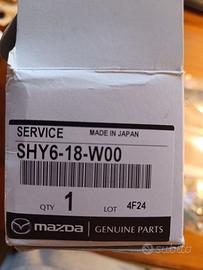 SERVICE MADE IN JAPAN
SHY6-18-W00
QTY 1 LOT 4F24
mazda GENUINE PARTS
subito